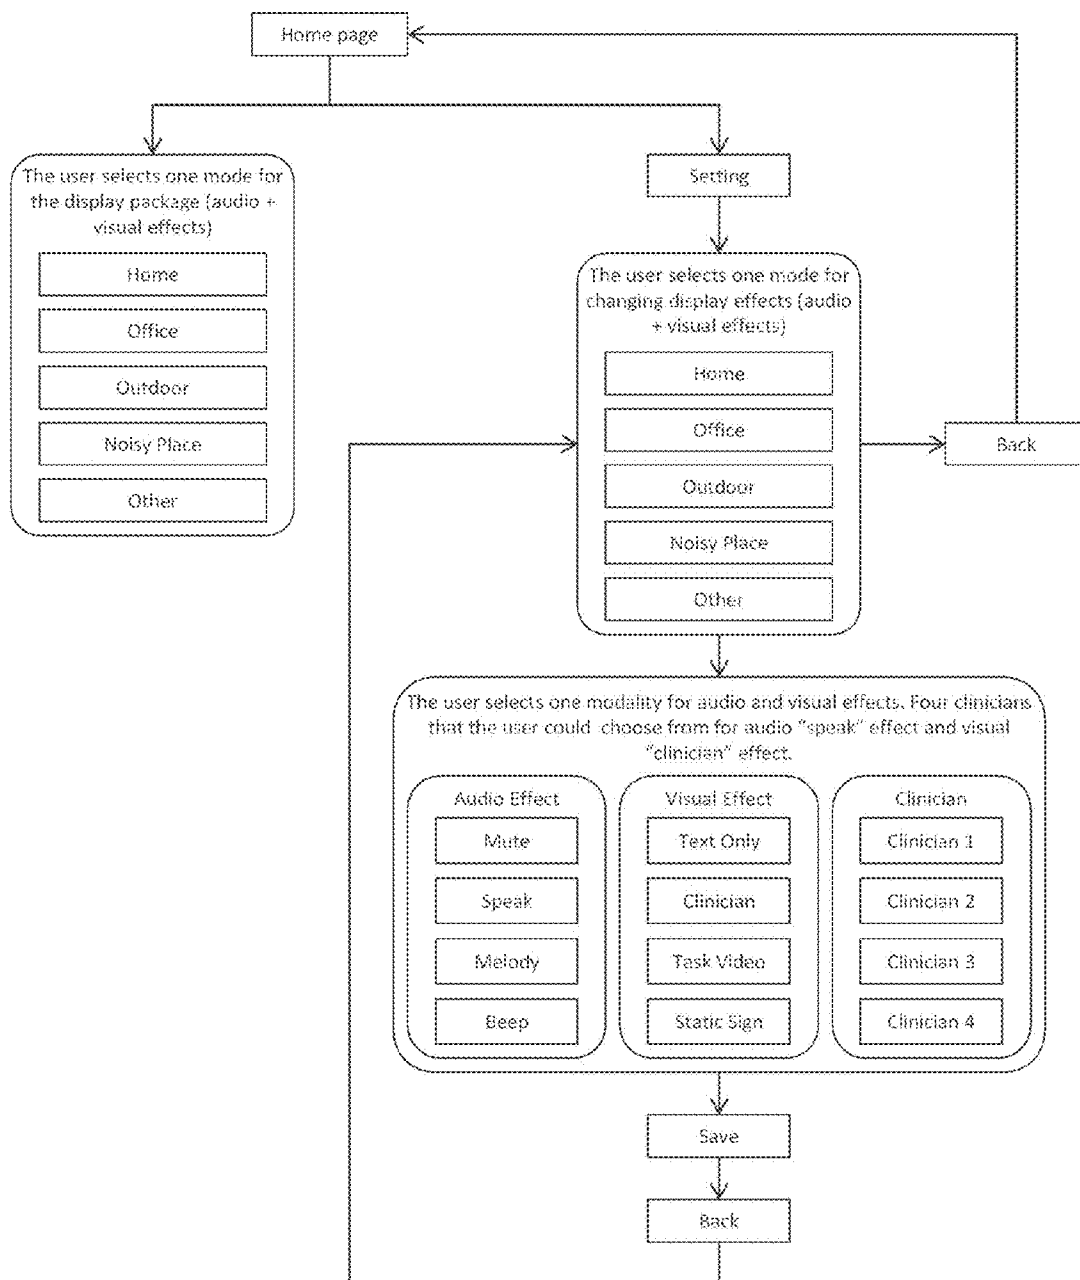 Home page
The user selects one mode for
the display package (audio +
visual effects)
Home
Office
Outdoor
Noisy Place
Other
Setting
The user selects one mode for
changing display effects (audio
+ visual effects)
Home
Office
Outdoor
Noisy Place
Other
Back
The user selects one modality for audio and visual effects. Four clinicians
that the user could choose from for audio "speak" effect and visual
"clinician" effect.
Audio Effect
Mute
Speak
Melody
Beep
Visual Effect
Text Only
Clinician
Task Video
Static Sign
Clinician
Clinician 1
Clinician 2
Clinician 3
Clinician 4
Save
Back